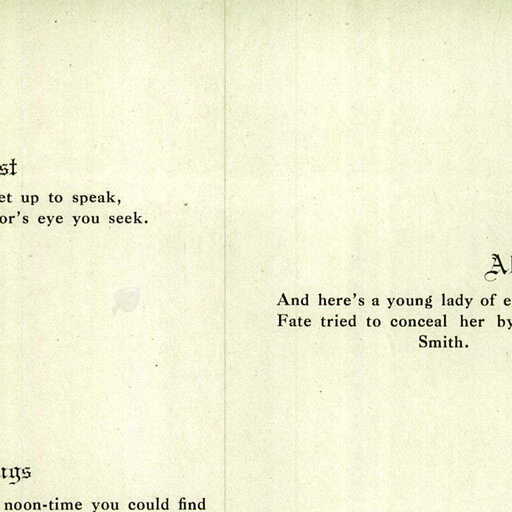 st
et up to speak,
or's eye you seek.
ngs
noon-time you could find
Al
And here's a young lady of e
Fate tried to conceal her by
Smith.